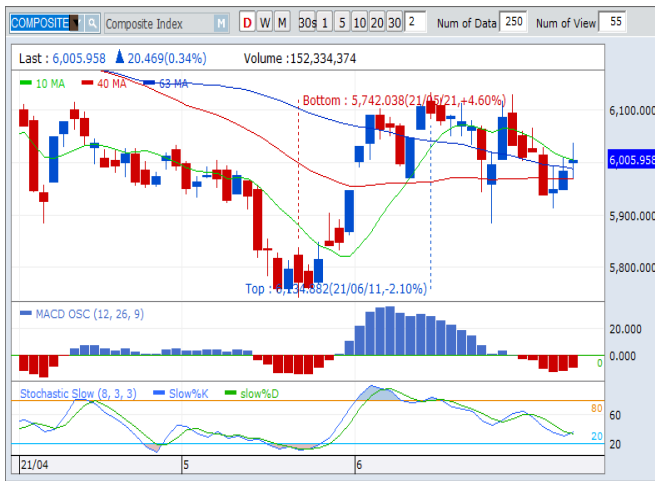 COMPOSITE Composite Index M D W M 30s 1 5 10 20 30 2 Num of Data 250 Num of View 55
Last : 6,005.958 ▲ 20.469(0.34%) Volume :152,334,374
10 MA 40 MA 63 MA
Bottom : 5,742.038(21/05/21,+4.60%)
6,100.000
6,005.958
5,900.000
5,800.000
Top : 6,134.882(21/06/11,-2.10%)
MACD OSC (12, 26, 9)
20.000
0.000
0
Stochastic Slow (8, 3, 3) Slow%K slow%D
80
60
20
20
21/04 5 6